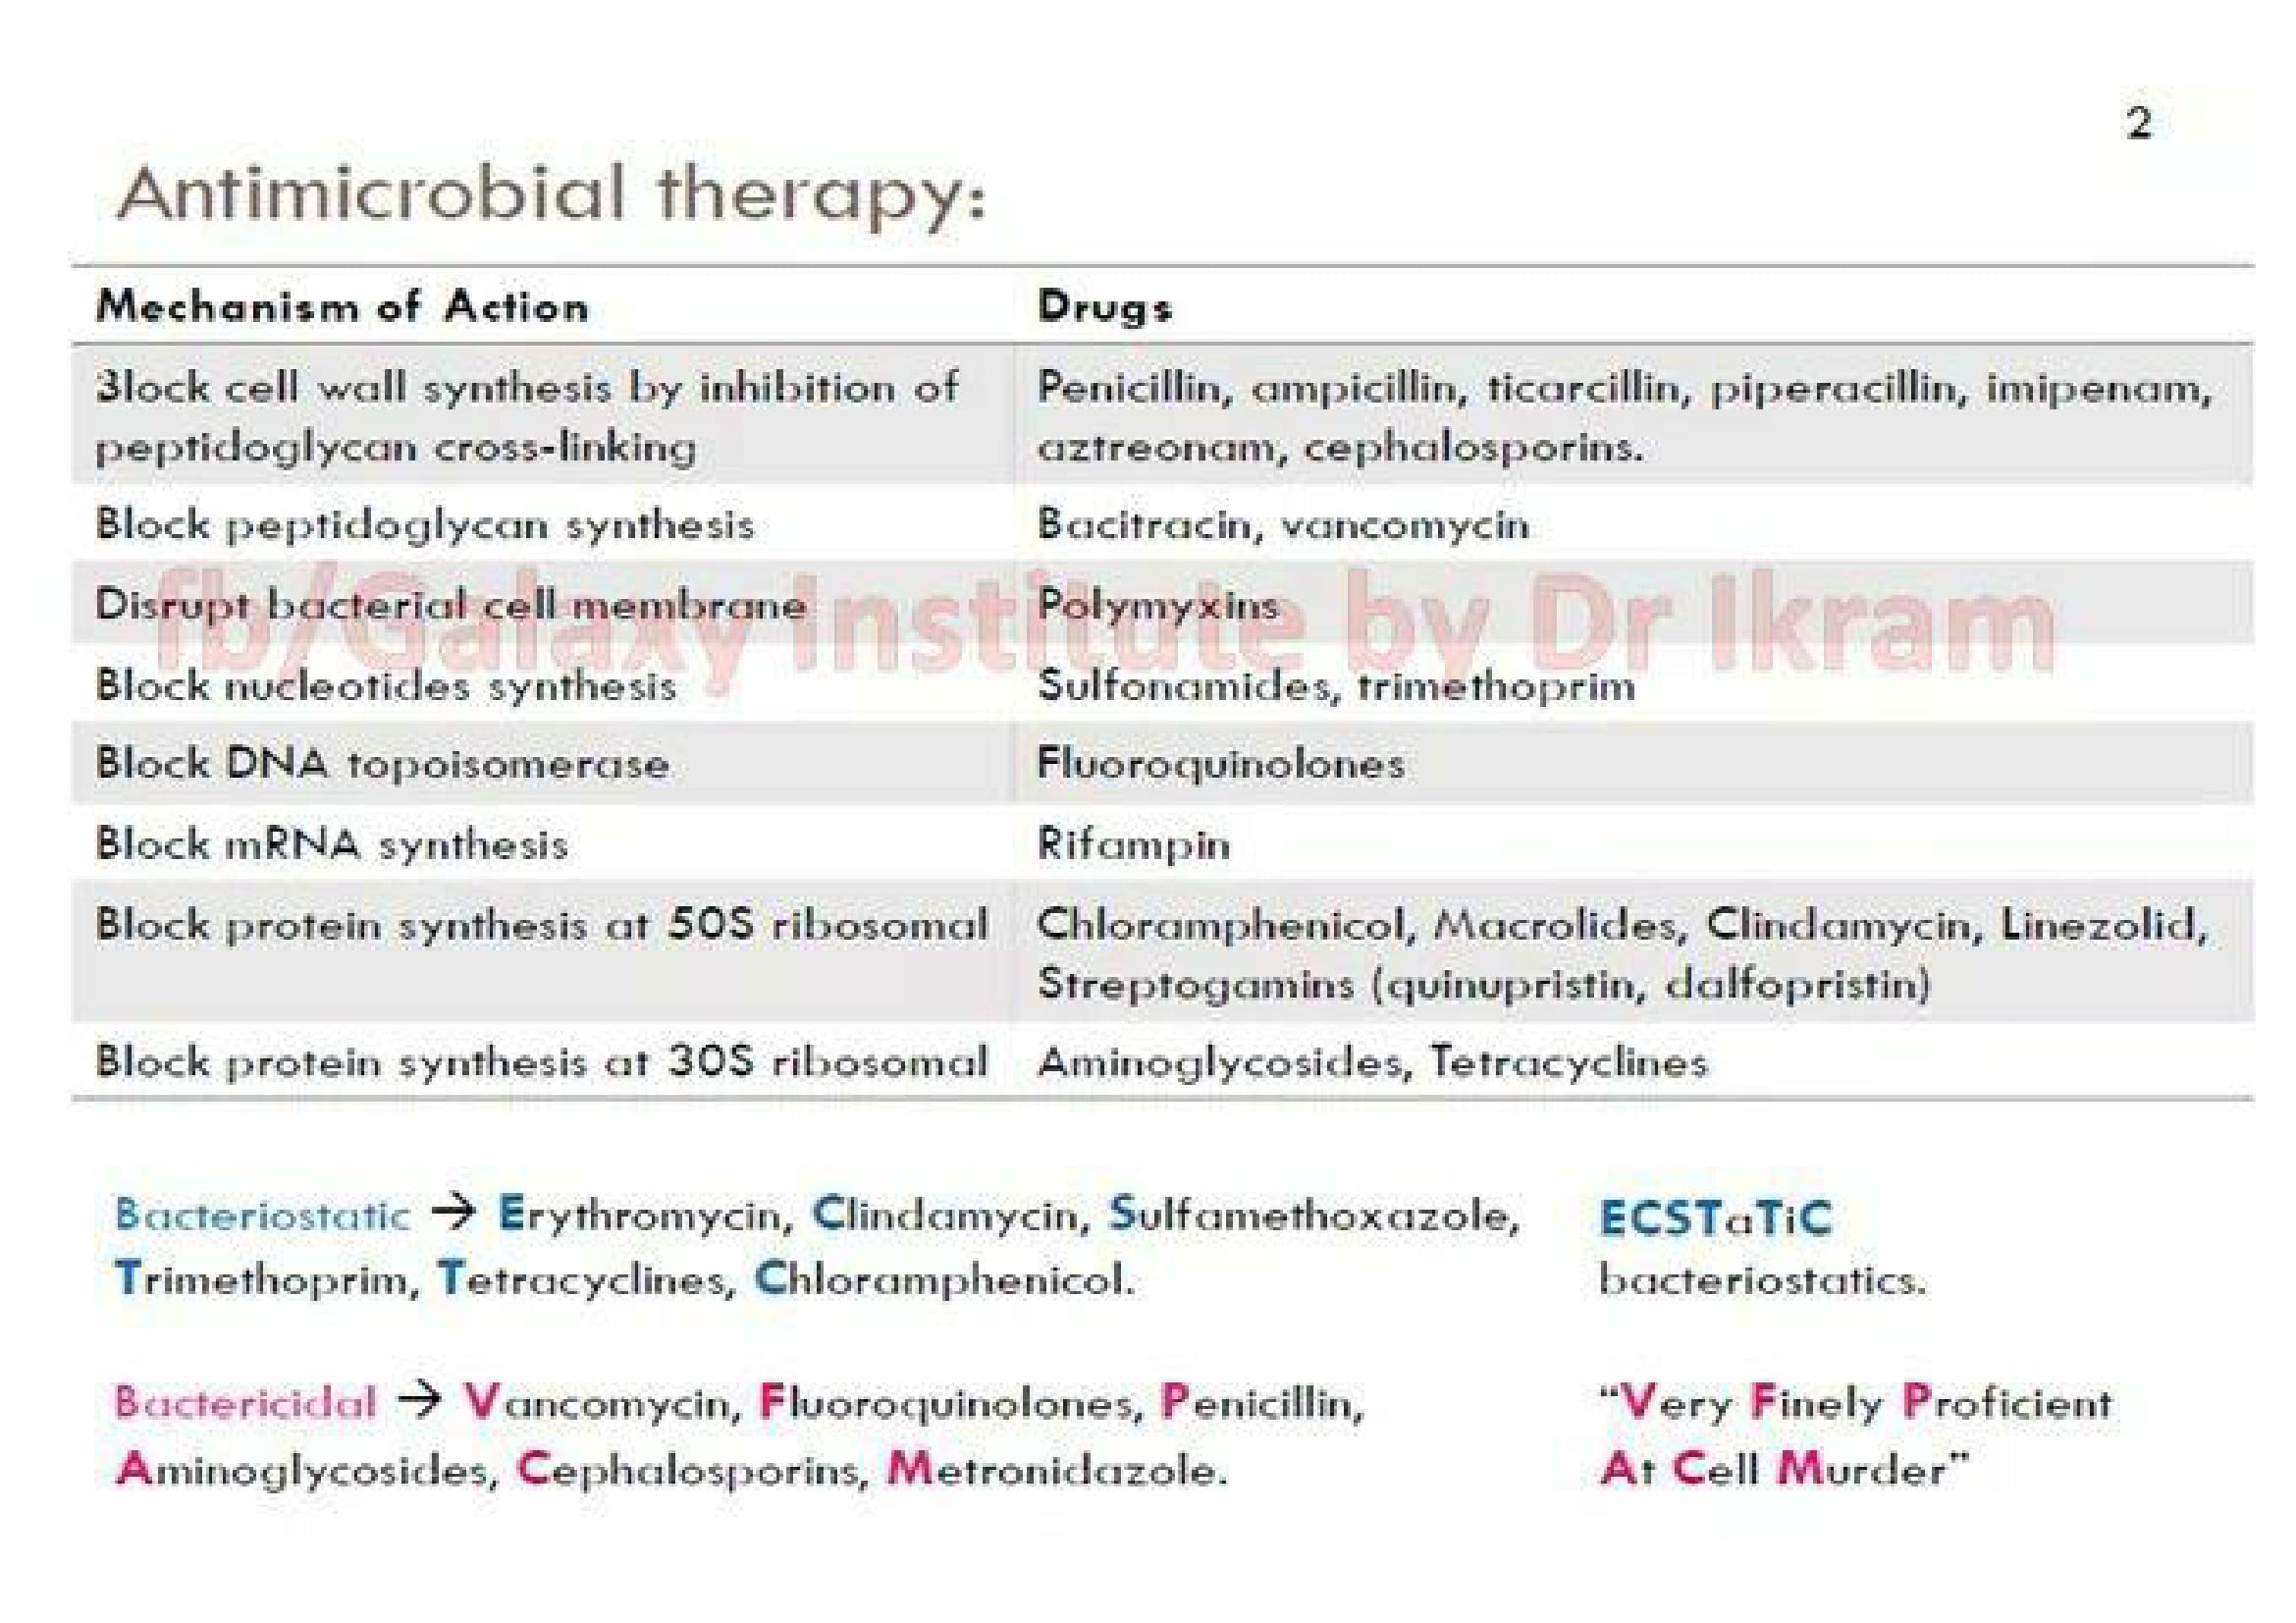 2
Antimicrobial therapy:
Mechanism of Action Drugs
3lock cell wall synthesis by inhibition of Penicillin, ampicillin, ticarcillin, piperacillin, imipenam,
peptidoglycan cross-linking aztreonam, cephalosporins.
Block peptidoglycan synthesis Bacitracin, vancomycin
fb/Galaxy Institute by Dr Ikram
Disrupt bacterial cell membrane Polymyxins
Block nucleotides synthesis Sulfonamides, trimethoprim
Block DNA topoisomerase Fluoroquinolones
Block mRNA synthesis Rifampin
Block protein synthesis at 50S ribosomal Chloramphenicol, Macrolides, Clindamycin, Linezolid,
Streptogamins (quinupristin, dalfopristin)
Block protein synthesis at 30S ribosomal Aminoglycosides, Tetracyclines
Bacteriostatic → Erythromycin, Clindamycin, Sulfamethoxazole, ECSTaTiC
Trimethoprim, Tetracyclines, Chloramphenicol. bacteriostatics.
Bactericidal → Vancomycin, Fluoroquinolones, Penicillin, "Very Finely Proficient
Aminoglycosides, Cephalosporins, Metronidazole. At Cell Murder"